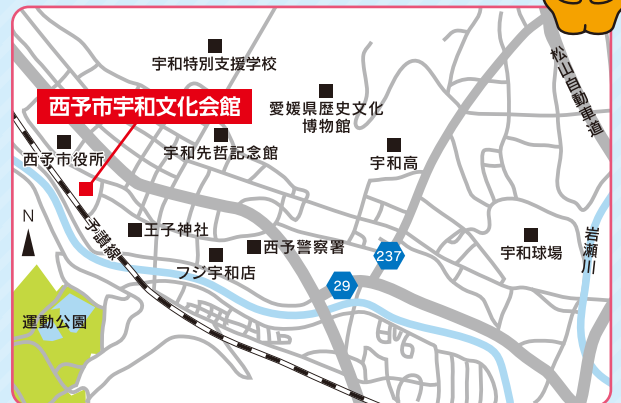 宇和特別支援学校
松山自動車道
西予市宇和文化会館
愛媛県歴史文化
博物館
西予市役所
宇和先哲記念館
宇和高
N
予讃線
王子神社
西予警察署
フジ宇和店
237
29
宇和球場
岩瀬川
運動公園